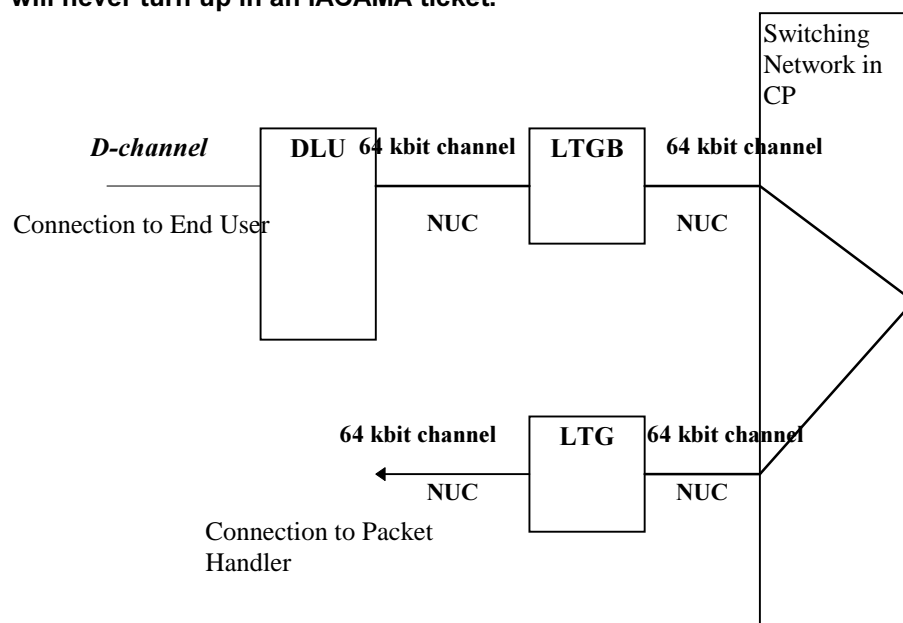 will never turn up in an IACAMA ticket.
Switching
Network in
CP
D-channel
DLU
64 kbit channel
LTGB
64 kbit channel
Connection to End User
NUC
NUC
64 kbit channel
LTG
64 kbit channel
NUC
NUC
Connection to Packet
Handler